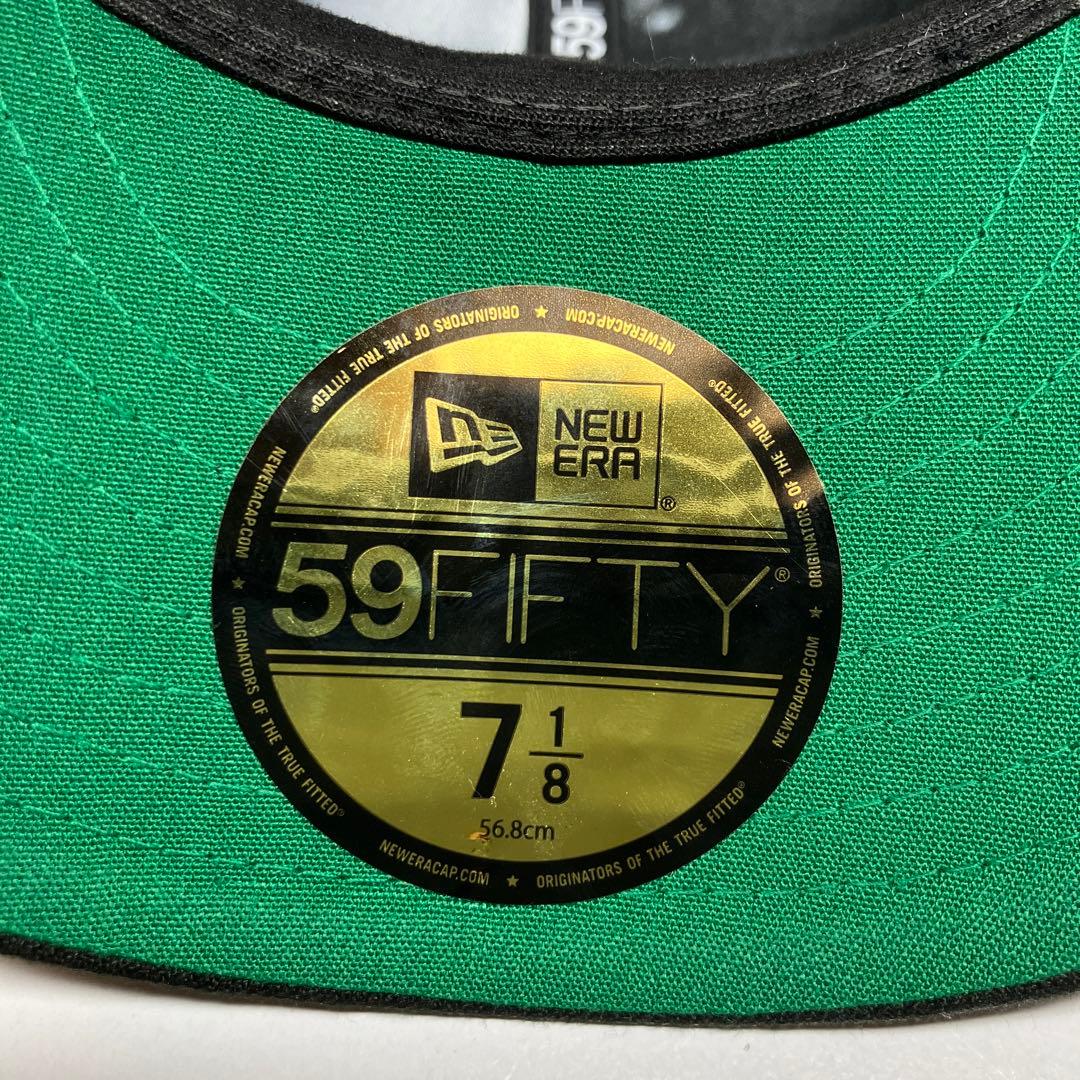 59FI
NEW
ERA
®
59FIFTY®
7 1/8
56.8cm
NEWERACAP.COM ★ ORIGINATORS OF THE TRUE FITTED®
NEWERACAP.COM ★ ORIGINATORS OF THE TRUE FITTED®
NEWERACAP.COM ★ ORIGINATORS OF THE TRUE FITTED®
NEWERACAP.COM ★ ORIGINATORS OF THE TRUE FITTED®